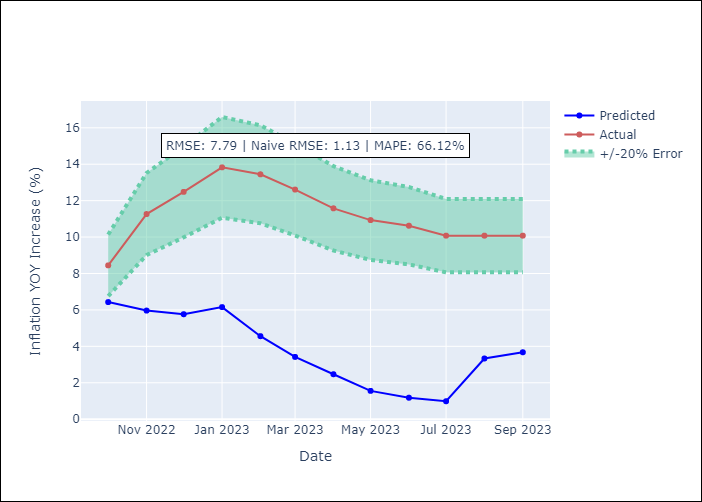 RMSE: 7.79 | Naive RMSE: 1.13 | MAPE: 66.12%
Predicted
Actual
+/-20% Error
Inflation YOY Increase (%)
16
14
12
10
8
6
4
2
0
Nov 2022 Jan 2023 Mar 2023 May 2023 Jul 2023 Sep 2023
Date